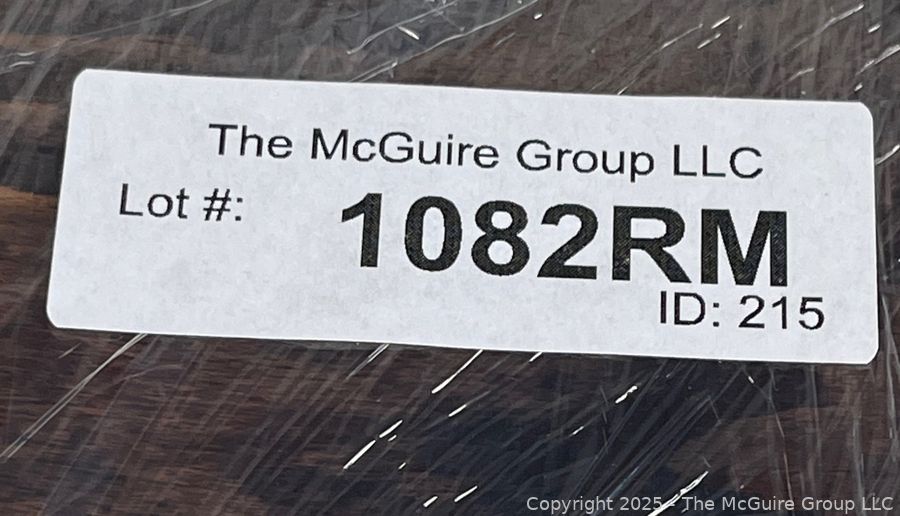 The McGuire Group LLC
Lot #:
1082RM
ID: 215
Copyright 2025 - The McGuire Group LLC